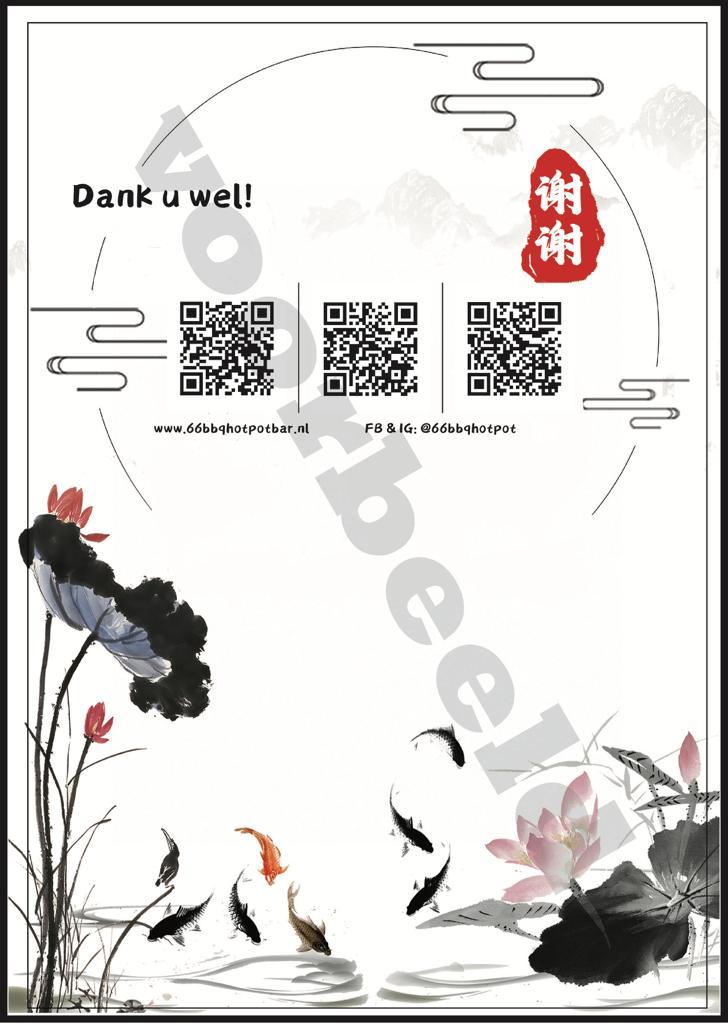 Dank u wel!
谢
谢
www.66bbqhotpotbar.nl
FB & IG: @66bbqhotpot
voorbeeld